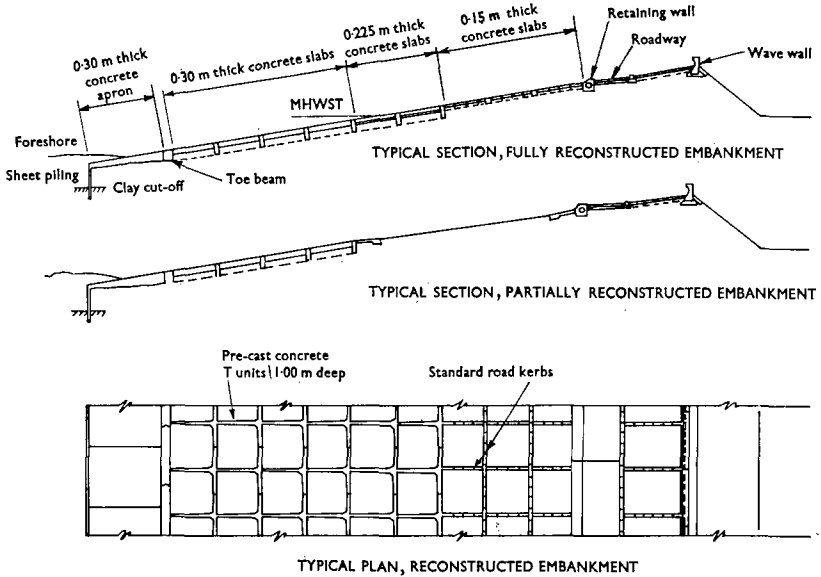 0·30 m thick
concrete
apron
0·30 m thick concrete slabs
0·225 m thick
concrete slabs
0·15 m thick
concrete slabs
Retaining wall
Roadway
Wave wall
MHWST
Foreshore
Sheet piling
Clay cut-off
Toe beam
TYPICAL SECTION, FULLY RECONSTRUCTED EMBANKMENT
TYPICAL SECTION, PARTIALLY RECONSTRUCTED EMBANKMENT
Pre-cast concrete
T units 1·00 m deep
Standard road kerbs
TYPICAL PLAN, RECONSTRUCTED EMBANKMENT